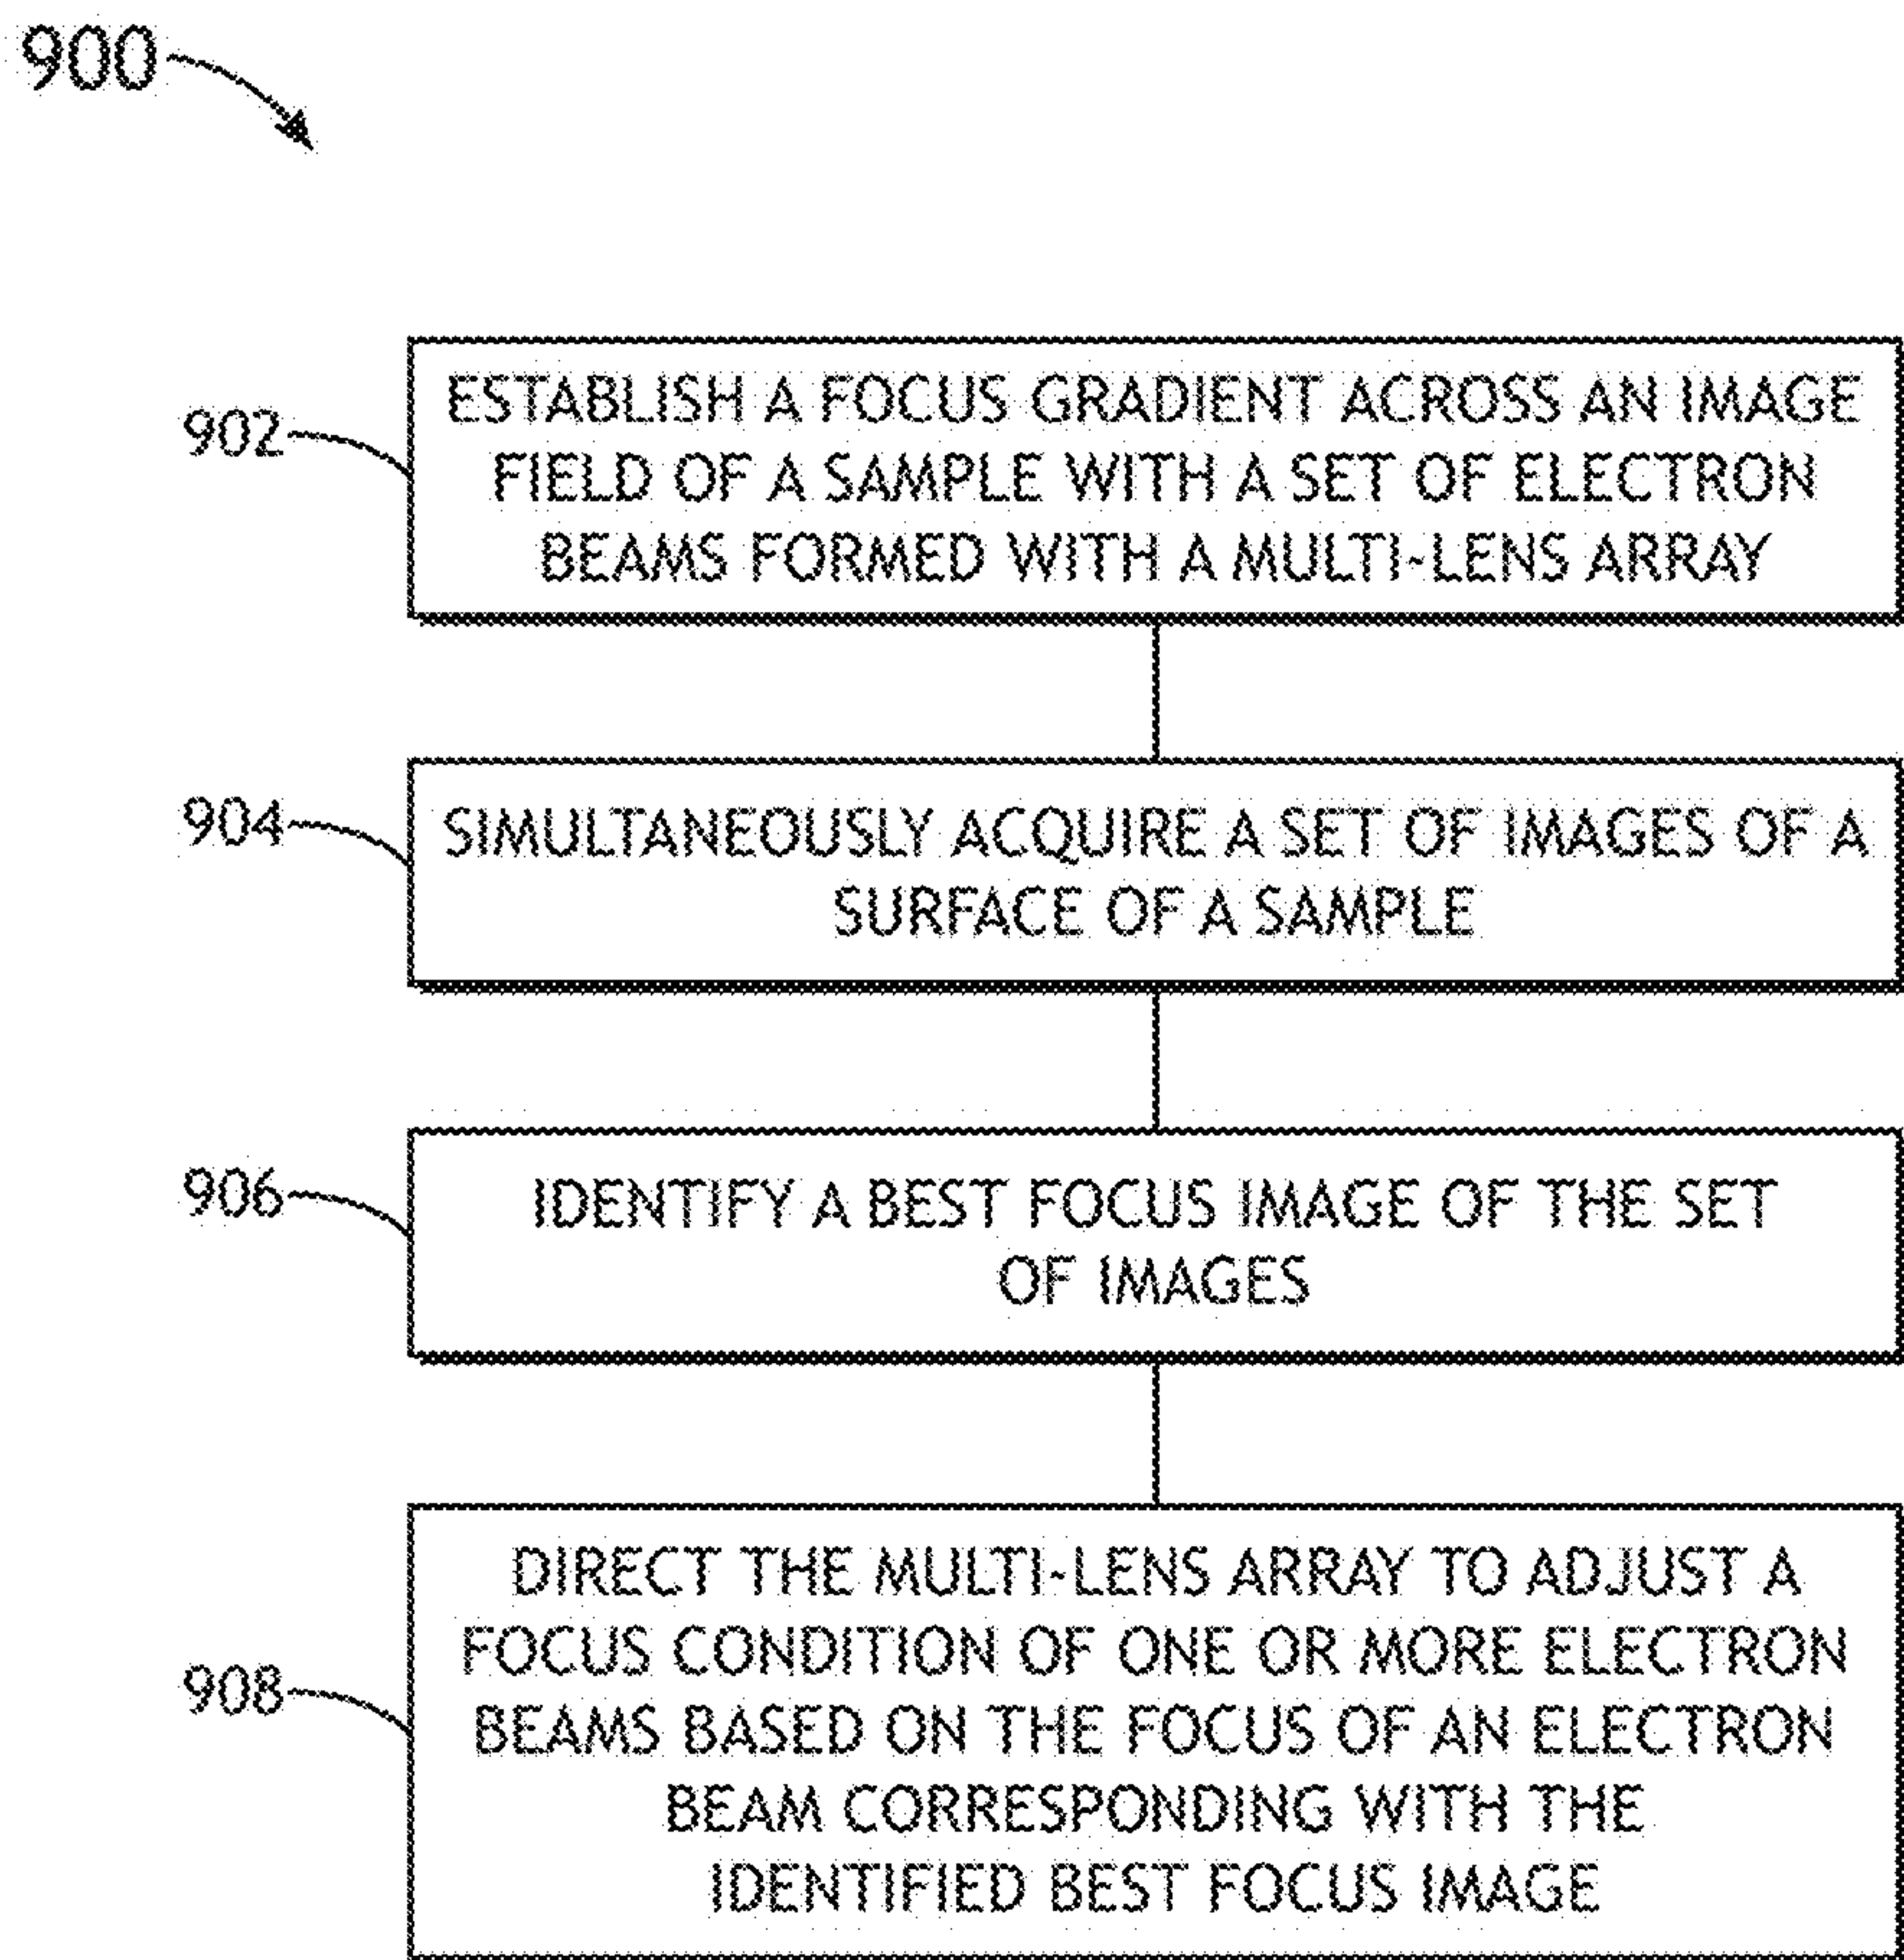 900
902
ESTABLISH A FOCUS GRADIENT ACROSS AN IMAGE
FIELD OF A SAMPLE WITH A SET OF ELECTRON
BEAMS FORMED WITH A MULTI-LENS ARRAY
904
SIMULTANEOUSLY ACQUIRE A SET OF IMAGES OF A
SURFACE OF A SAMPLE
906
IDENTIFY A BEST FOCUS IMAGE OF THE SET
OF IMAGES
908
DIRECT THE MULTI-LENS ARRAY TO ADJUST A
FOCUS CONDITION OF ONE OR MORE ELECTRON
BEAMS BASED ON THE FOCUS OF AN ELECTRON
BEAM CORRESPONDING WITH THE
IDENTIFIED BEST FOCUS IMAGE